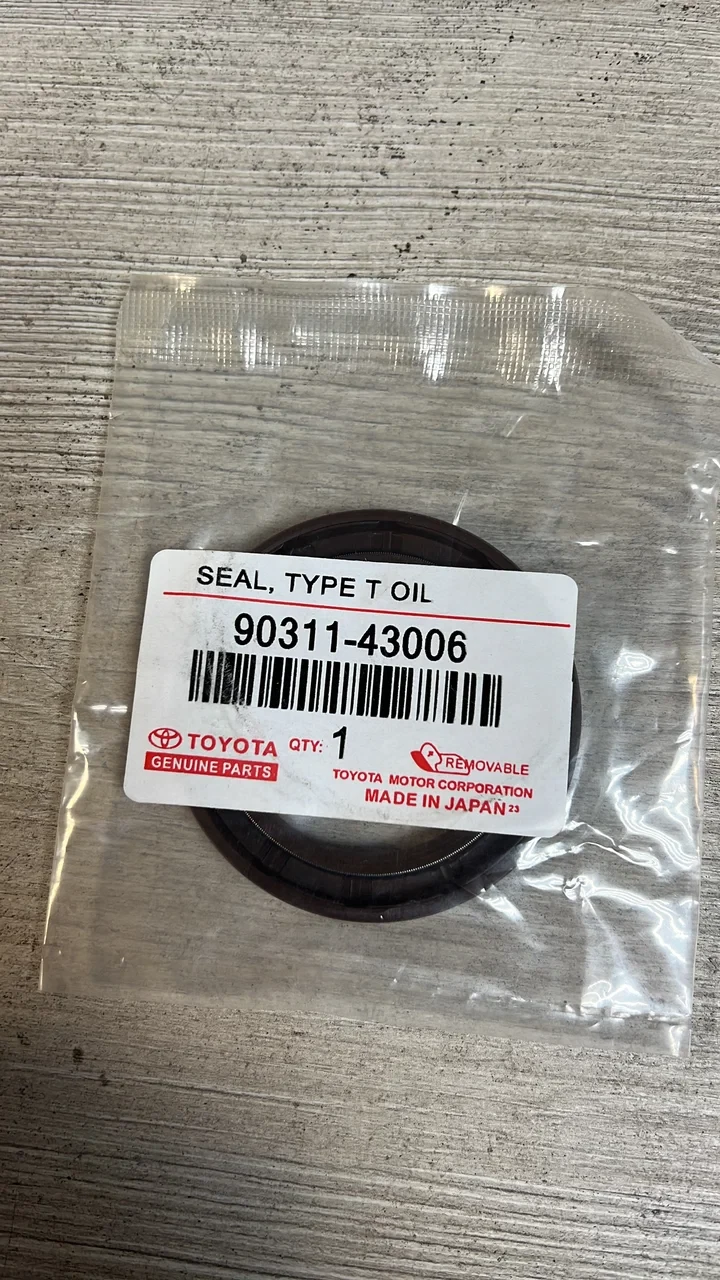 SEAL, TYPE T OIL
90311-43006
TOYOTA QTY: 1
REMOVABLE
GENUINE PARTS
TOYOTA MOTOR CORPORATION
MADE IN JAPAN 23